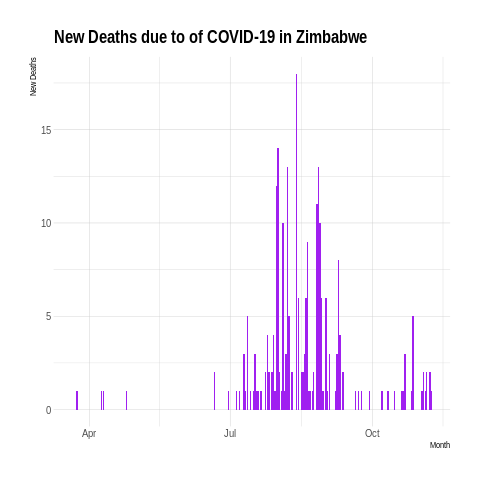 New Deaths due to of COVID-19 in Zimbabwe
New Deaths
15
10
5
0
Apr
Jul
Oct
Month